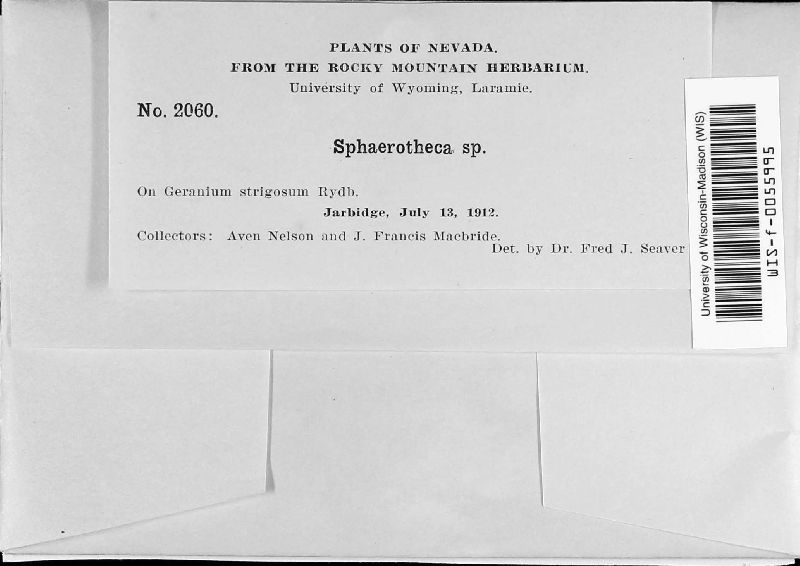 PLANTS OF NEVADA.
FROM THE ROCKY MOUNTAIN HERBARIUM.
University of Wyoming, Laramie.
No. 2060.
Sphaerotheca sp.
On Geranium strigosum Rydb.
Jarbidge, July 13, 1912.
Collectors: Aven Nelson and J. Francis Macbride.
Det. by Dr. Fred J. Seaver
University of Wisconsin-Madison (WIS)
WIS-f-0055995